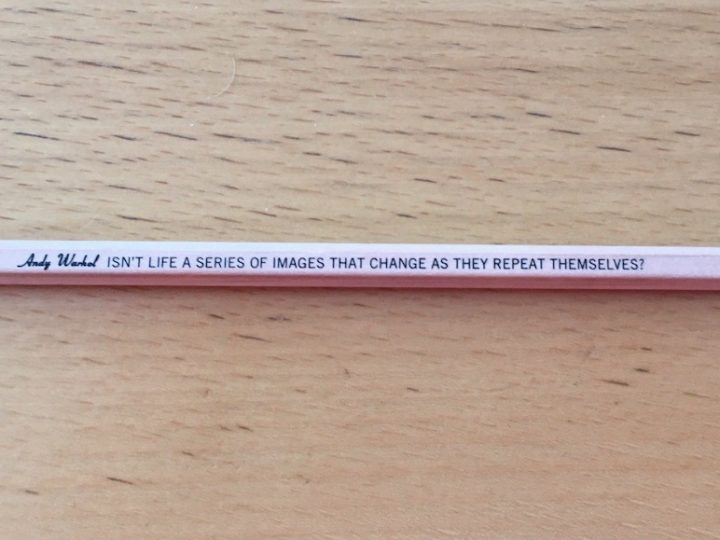 Andy Warhol ISN'T LIFE A SERIES OF IMAGES THAT CHANGE AS THEY REPEAT THEMSELVES?